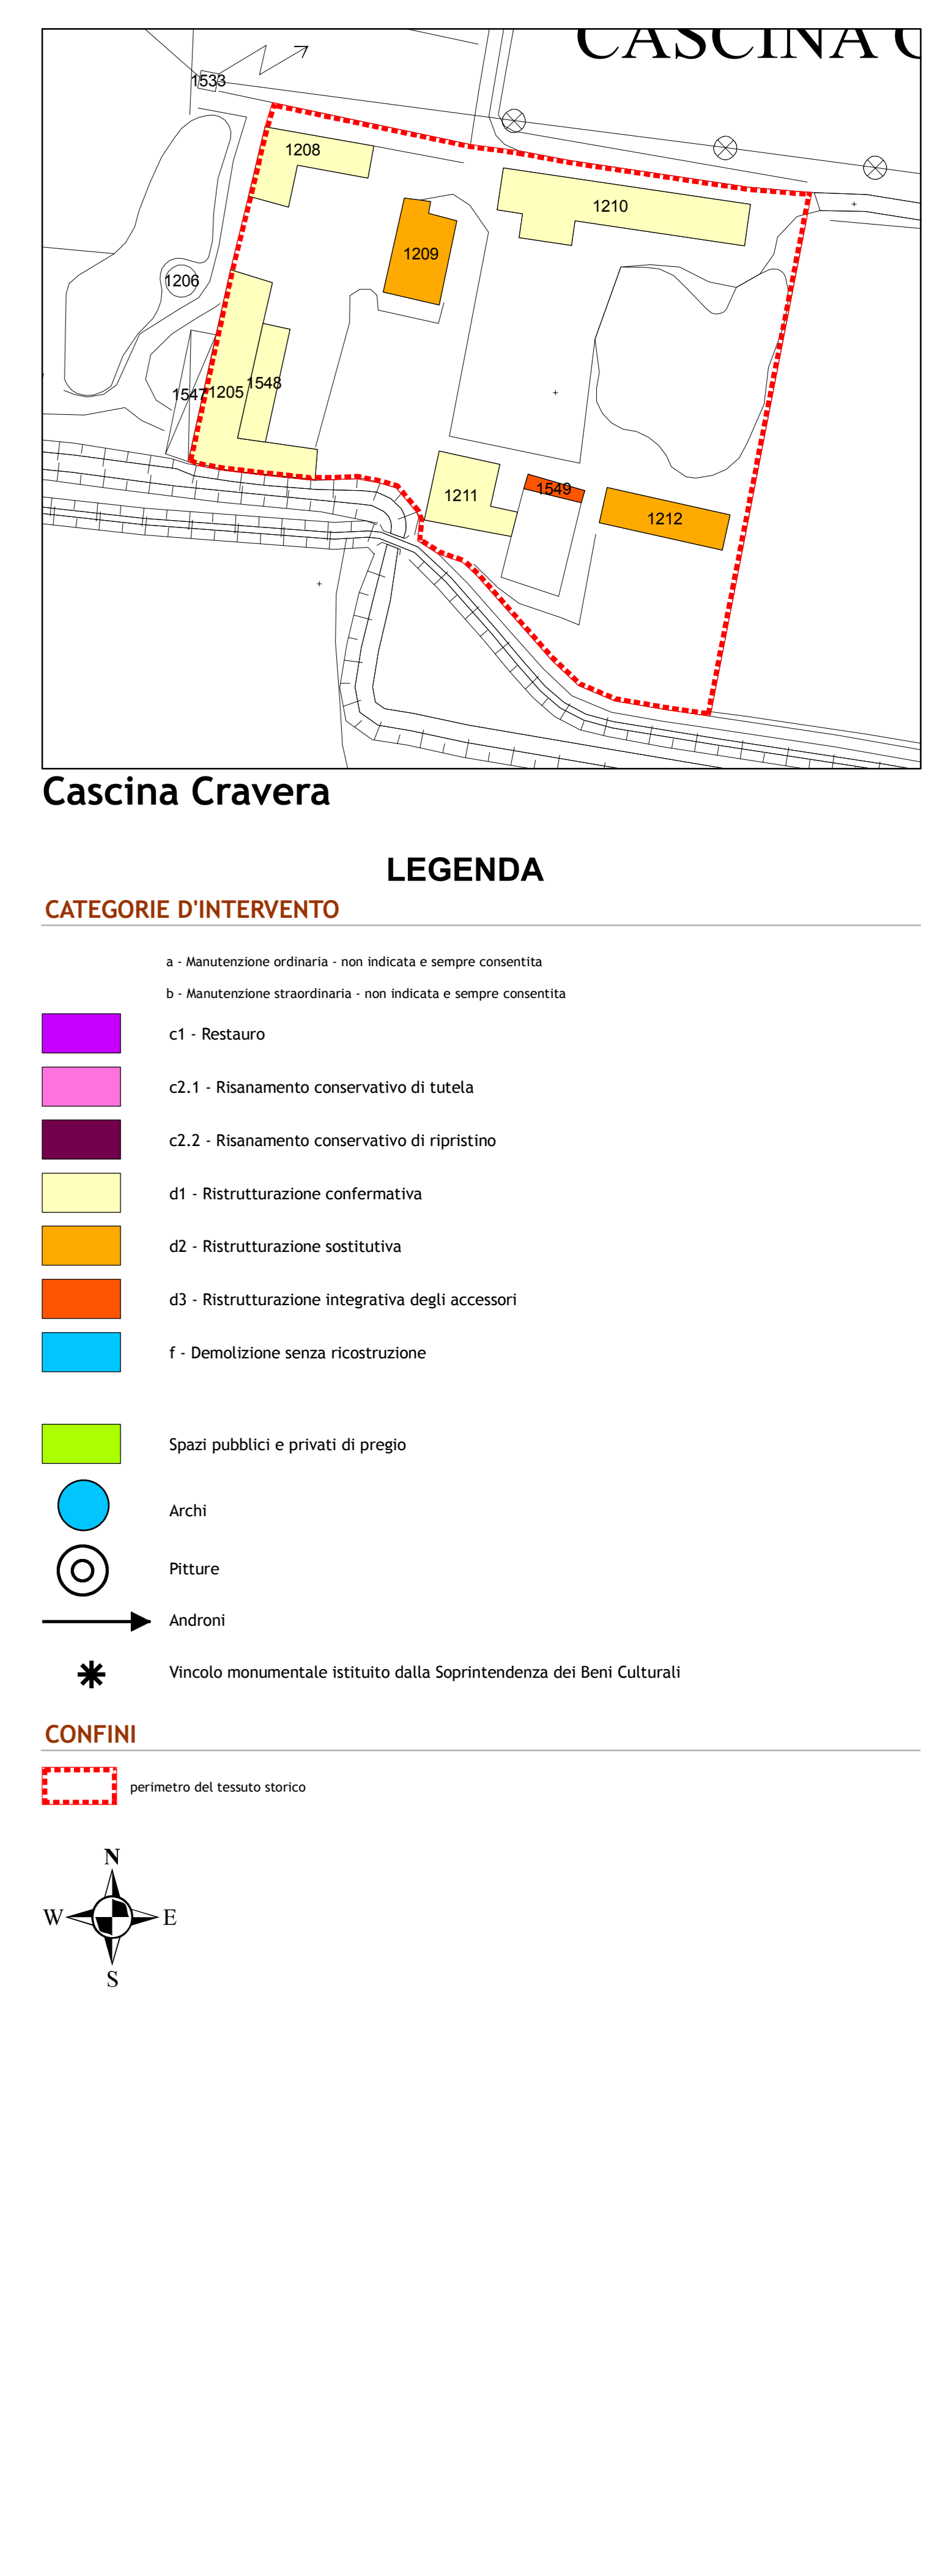 CASCINA C
1533
1208
1210
1209
1206
1548
1547
1205
1211
1549
1212
Cascina Cravera
LEGENDA
CATEGORIE D'INTERVENTO
a - Manutenzione ordinaria - non indicata e sempre consentita
b - Manutenzione straordinaria - non indicata e sempre consentita
c1 - Restauro
c2.1 - Risanamento conservativo di tutela
c2.2 - Risanamento conservativo di ripristino
d1 - Ristrutturazione confermativa
d2 - Ristrutturazione sostitutiva
d3 - Ristrutturazione integrativa degli accessori
f - Demolizione senza ricostruzione
Spazi pubblici e privati di pregio
Archi
Pitture
Androni
Vincolo monumentale istituito dalla Soprintendenza dei Beni Culturali
CONFINI
perimetro del tessuto storico
N
W E
S